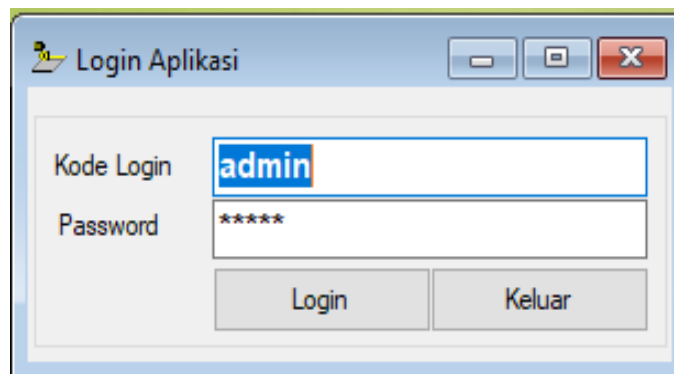 Login Aplikasi
Kode Login admin
Password *****
Login Keluar